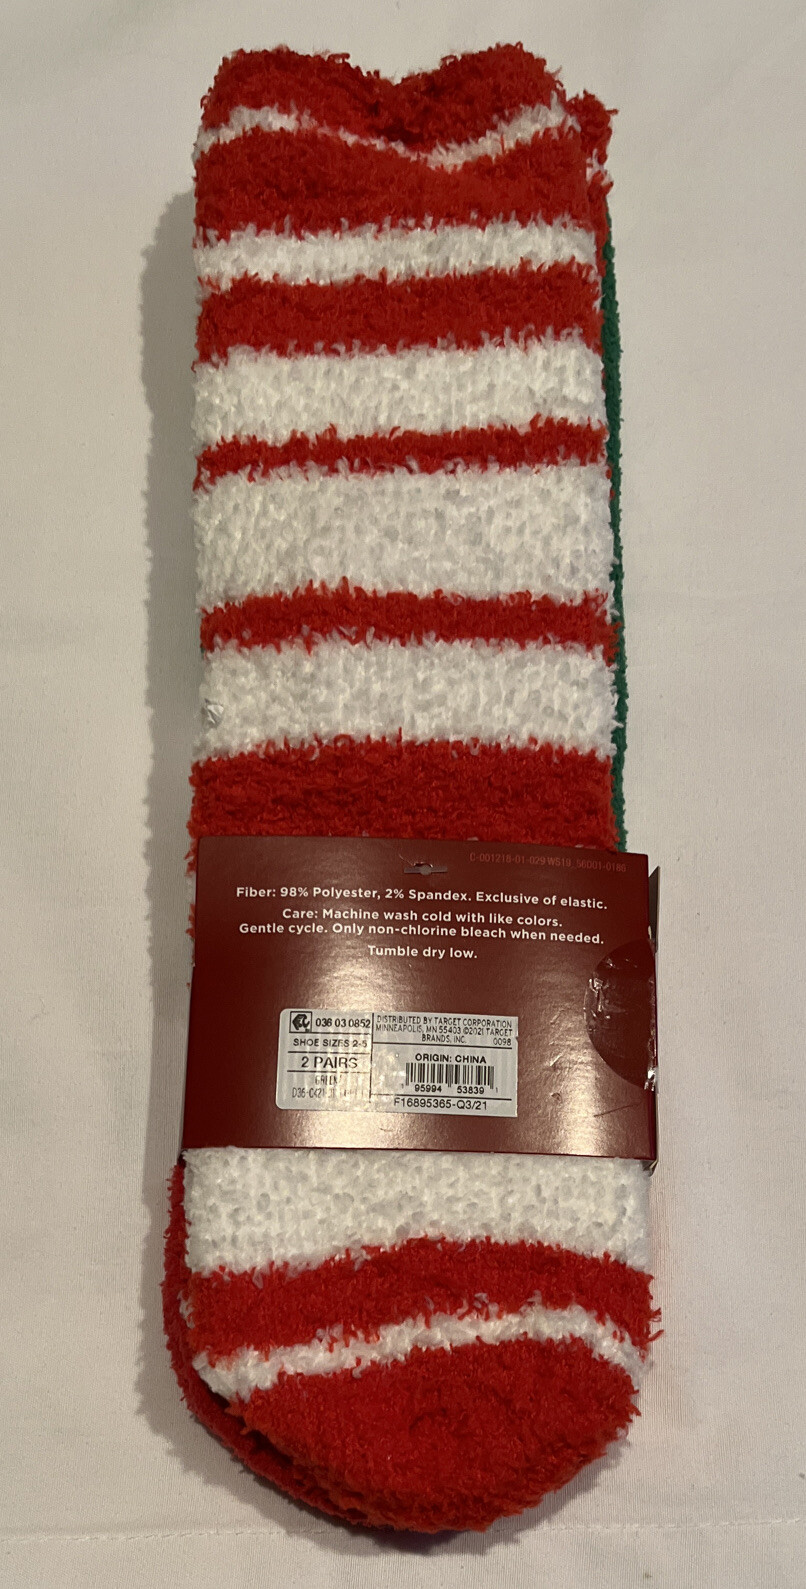 C-001218-01-029 WS19_56001-0186
Fiber: 98% Polyester, 2% Spandex. Exclusive of elastic.
Care: Machine wash cold with like colors.
Gentle cycle. Only non-chlorine bleach when needed.
Tumble dry low.
036 03 0852
SHOE SIZES 2-5
2 PAIRS
GREEN
DISTRIBUTED BY TARGET CORPORATION
MINNEAPOLIS, MN 55403 ©2021 TARGET
BRANDS, INC. 0098
ORIGIN: CHINA
95994 53839
F16895365-Q3/21